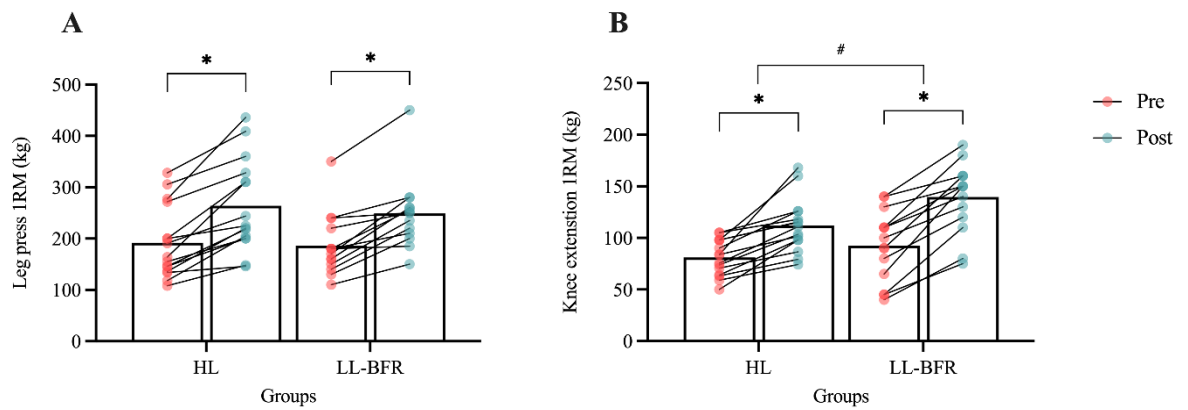 A
Leg press 1RM (kg)
500
400
300
200
100
0
*
*
HL
LL-BFR
Groups
B
Knee extenstion 1RM (kg)
250
200
150
100
50
0
#
*
*
HL
LL-BFR
Groups
Pre
Post